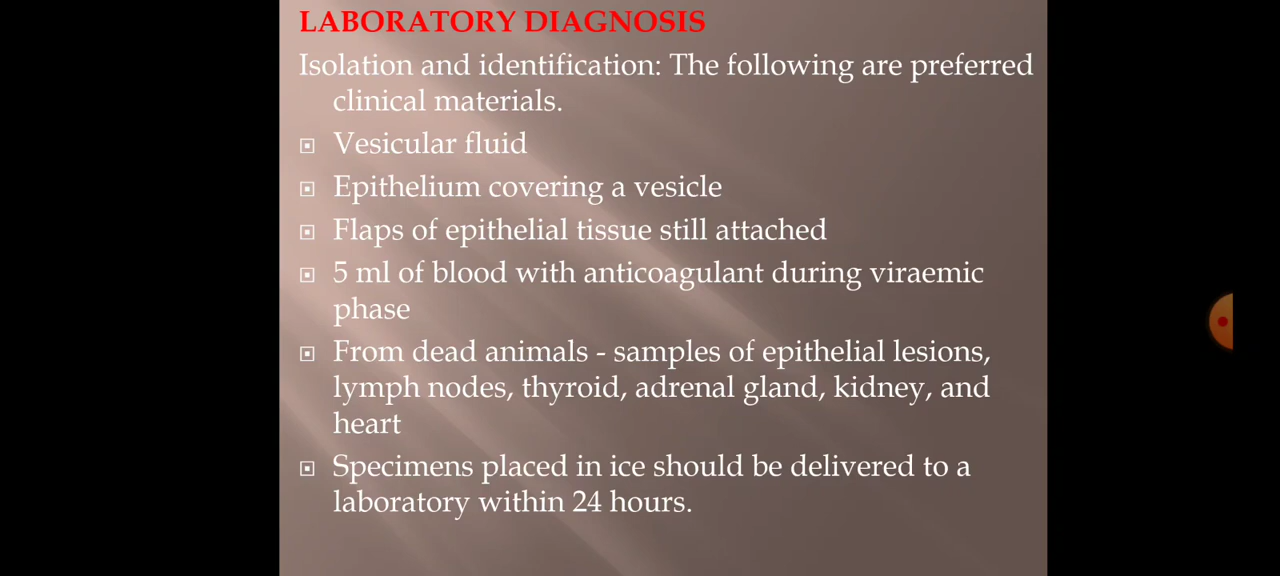 LABORATORY DIAGNOSIS
Isolation and identification: The following are preferred
clinical materials.
Vesicular fluid
Epithelium covering a vesicle
Flaps of epithelial tissue still attached
5 ml of blood with anticoagulant during viraemic
phase
From dead animals - samples of epithelial lesions,
lymph nodes, thyroid, adrenal gland, kidney, and
heart
Specimens placed in ice should be delivered to a
laboratory within 24 hours.